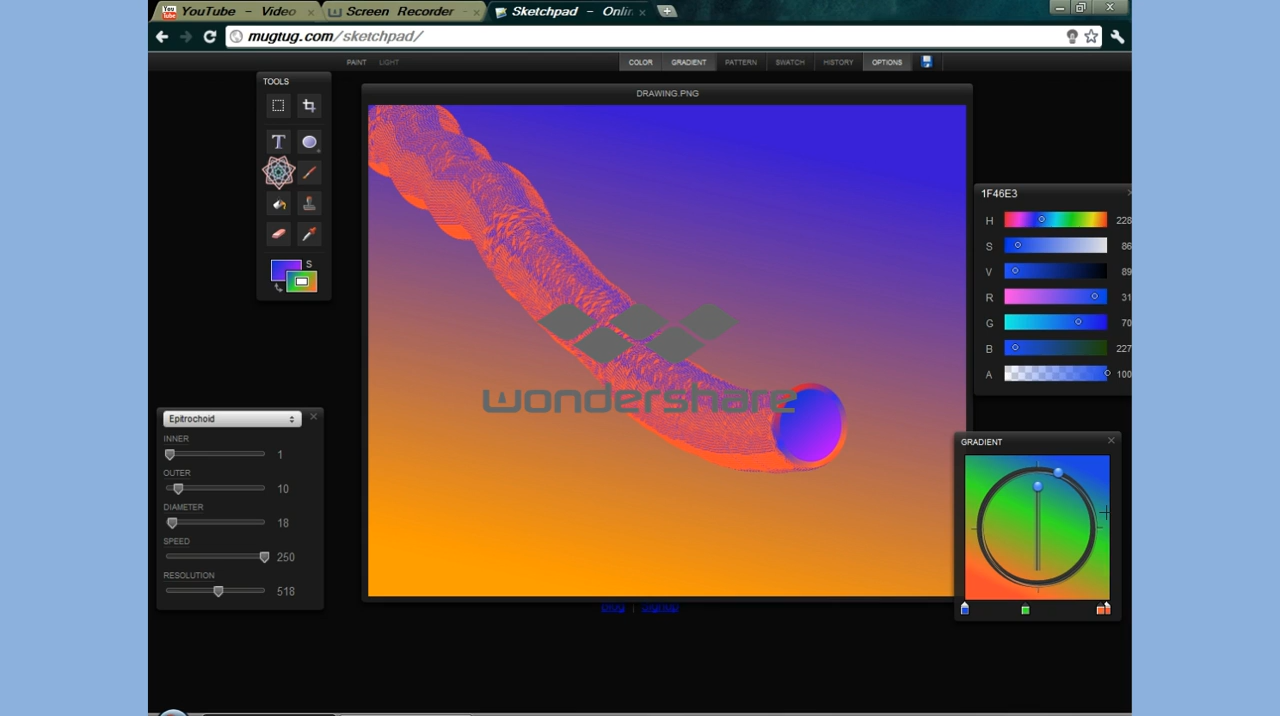 YouTube - Video
Screen Recorder
Sketchpad - Onlin
mugtug.com/sketchpad/
PAINT LIGHT COLOR GRADIENT PATTERN SWATCH HISTORY OPTIONS
TOOLS
DRAWING.PNG
T
S
1F46E3
H 228
S 86
V 89
R 31
G 70
B 227
A 100
wondershare
Epitrochoid
INNER
1
OUTER
10
DIAMETER
18
SPEED
250
RESOLUTION
518
GRADIENT
blog | signup